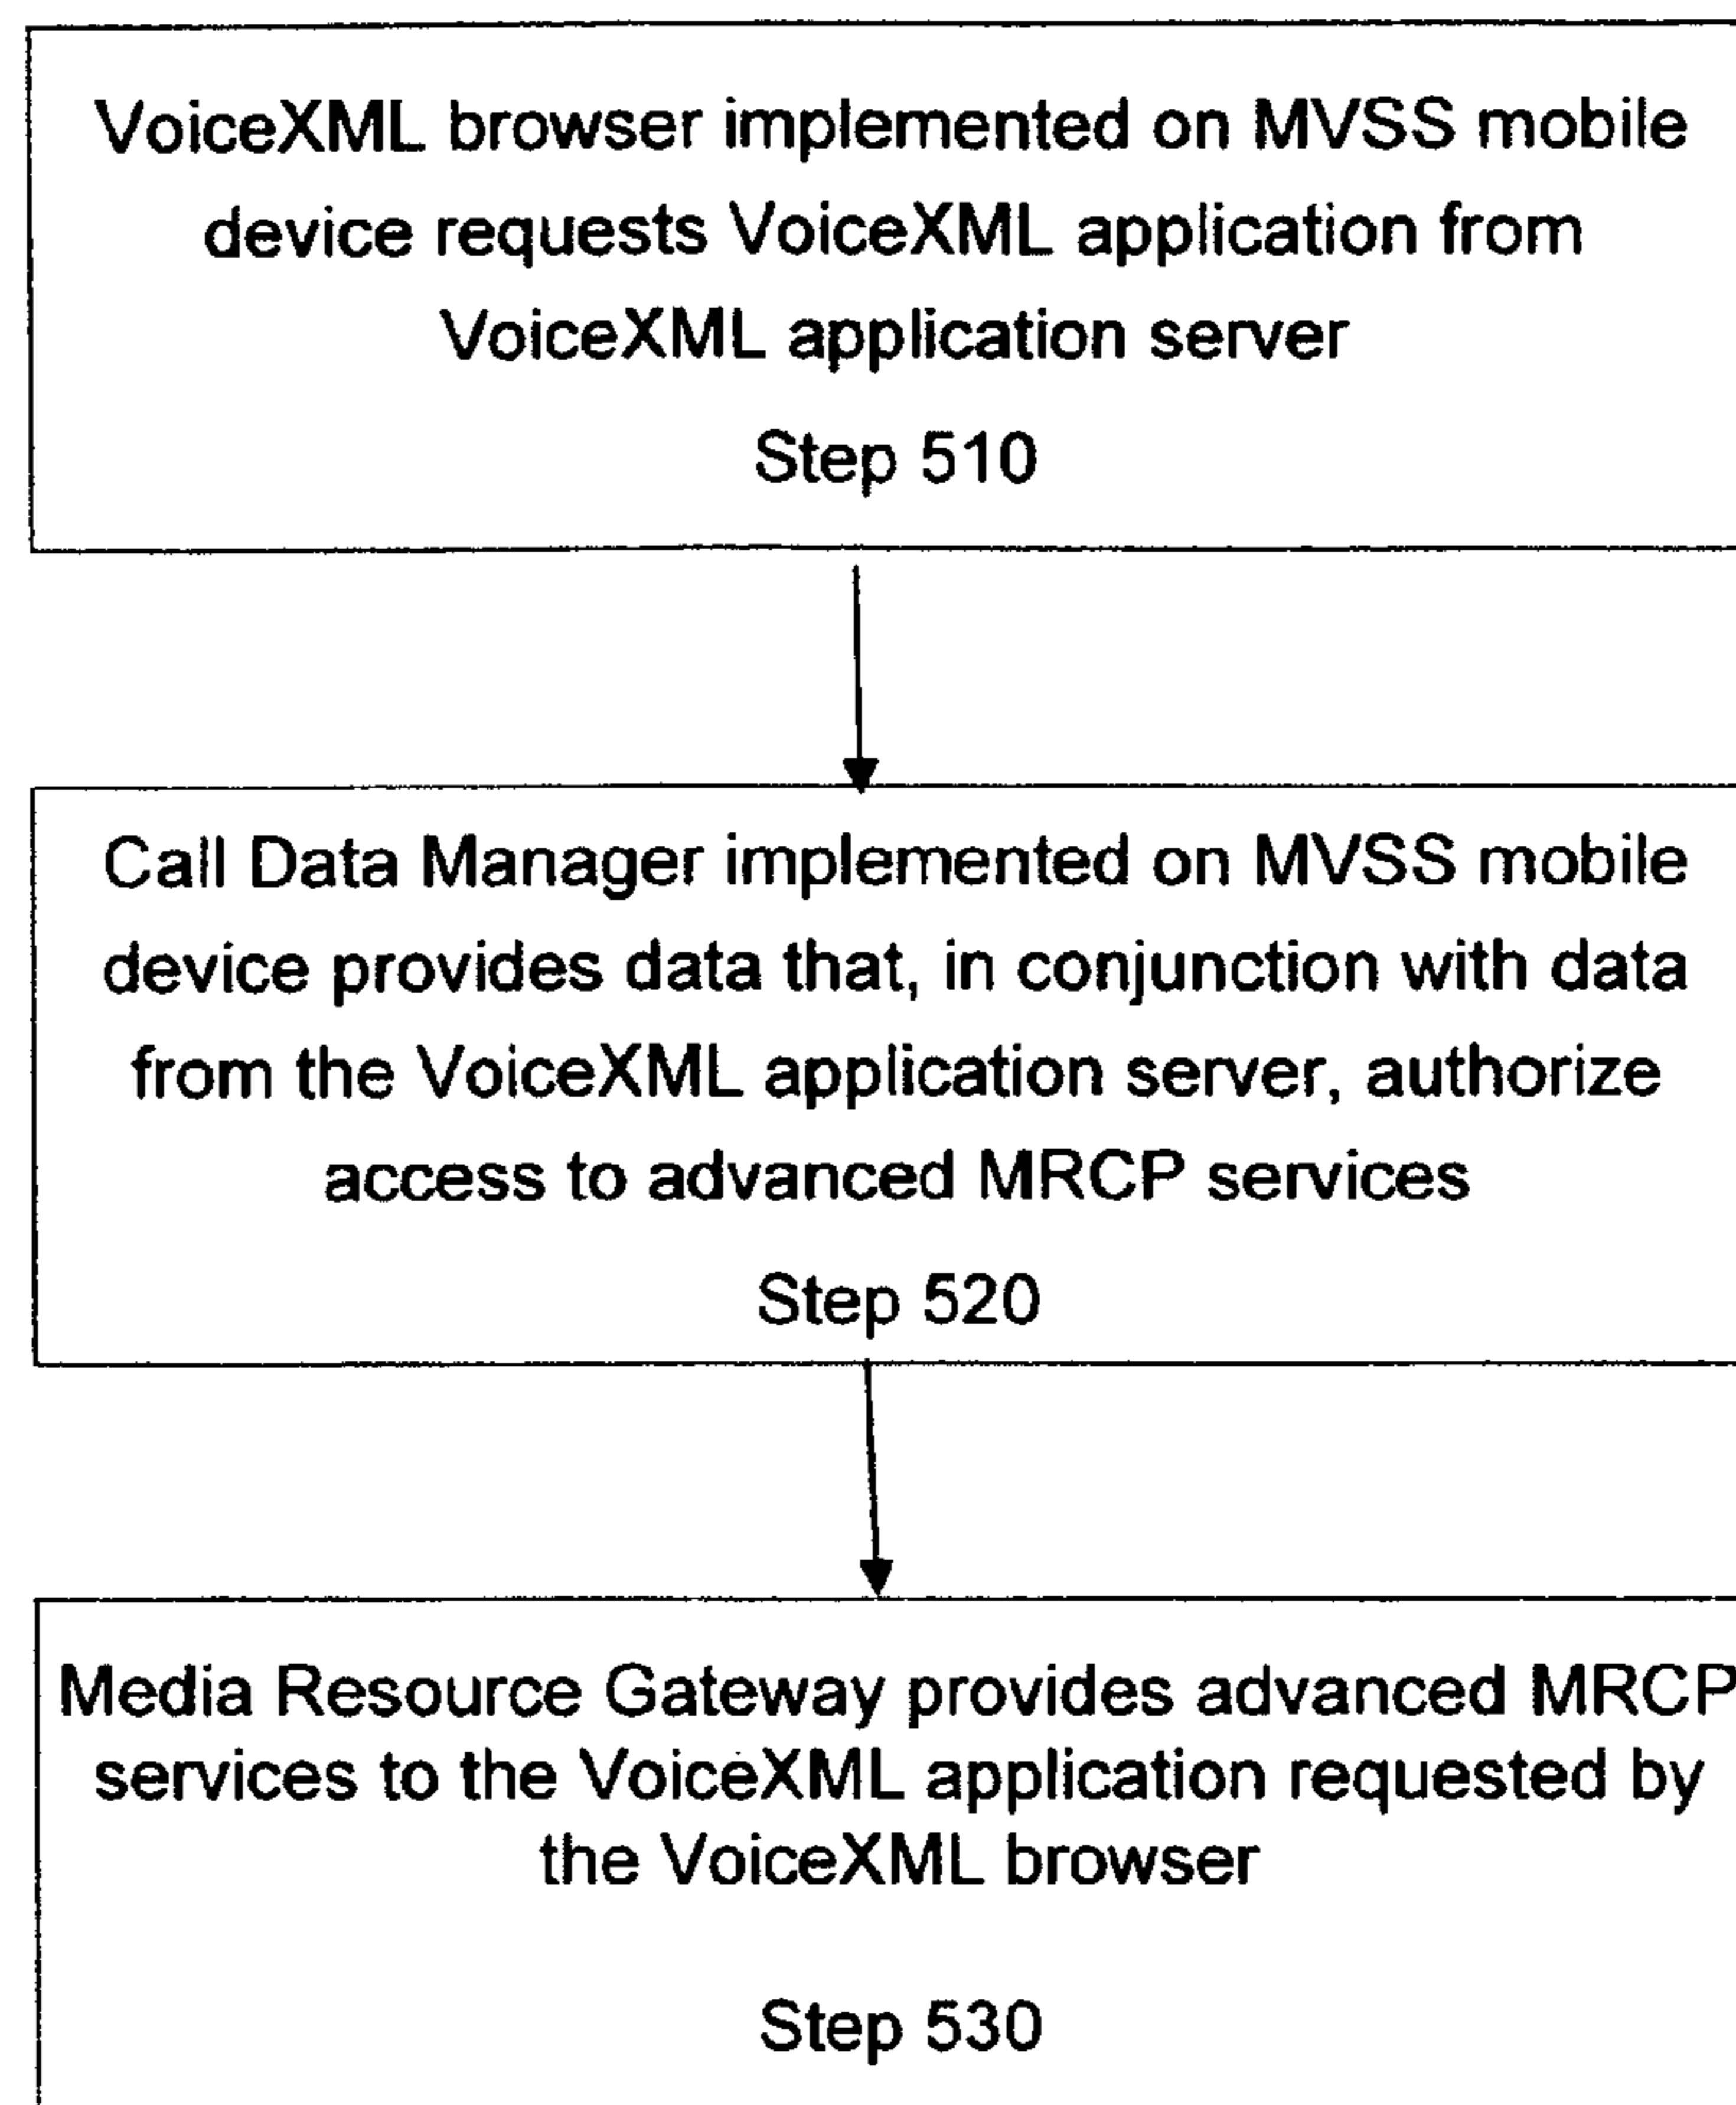 VoiceXML browser implemented on MVSS mobile
device requests VoiceXML application from
VoiceXML application server
Step 510
Call Data Manager implemented on MVSS mobile
device provides data that, in conjunction with data
from the VoiceXML application server, authorize
access to advanced MRCP services
Step 520
Media Resource Gateway provides advanced MRCP
services to the VoiceXML application requested by
the VoiceXML browser
Step 530